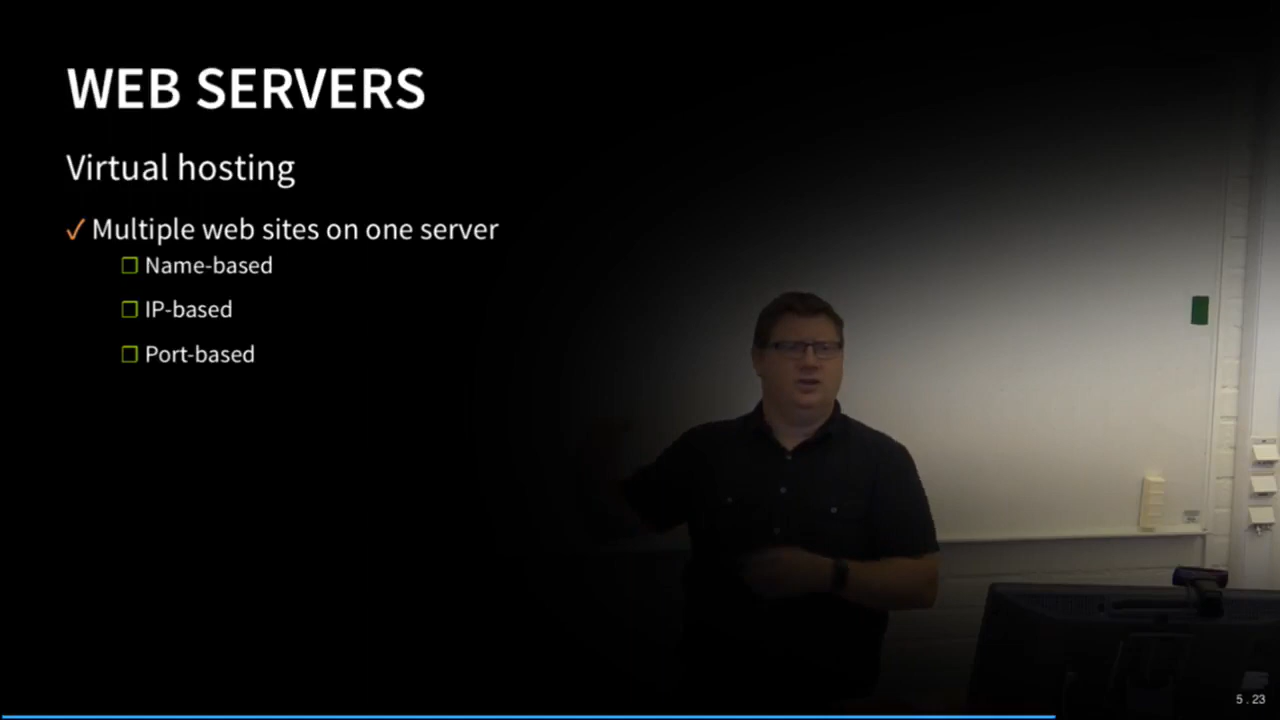 WEB SERVERS
Virtual hosting
✓ Multiple web sites on one server
❐ Name-based
❐ IP-based
❐ Port-based
5 . 23